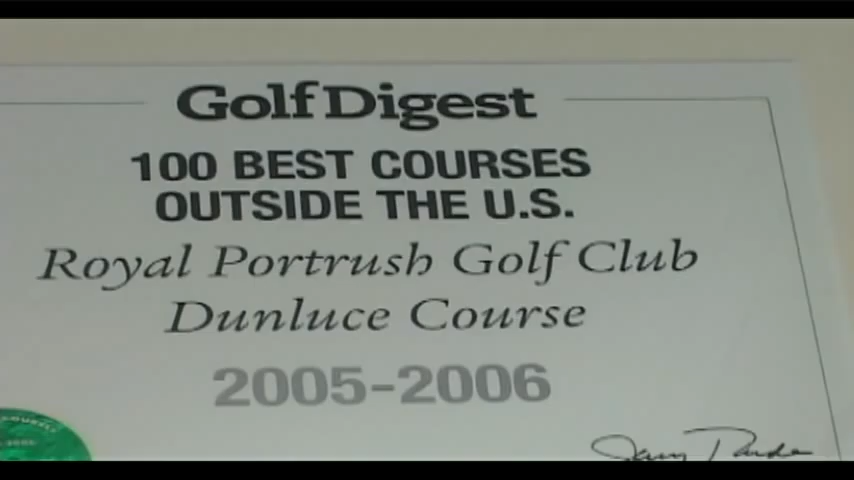 Golf Digest
100 BEST COURSES
OUTSIDE THE U.S.
Royal Portrush Golf Club
Dunluce Course
2005-2006